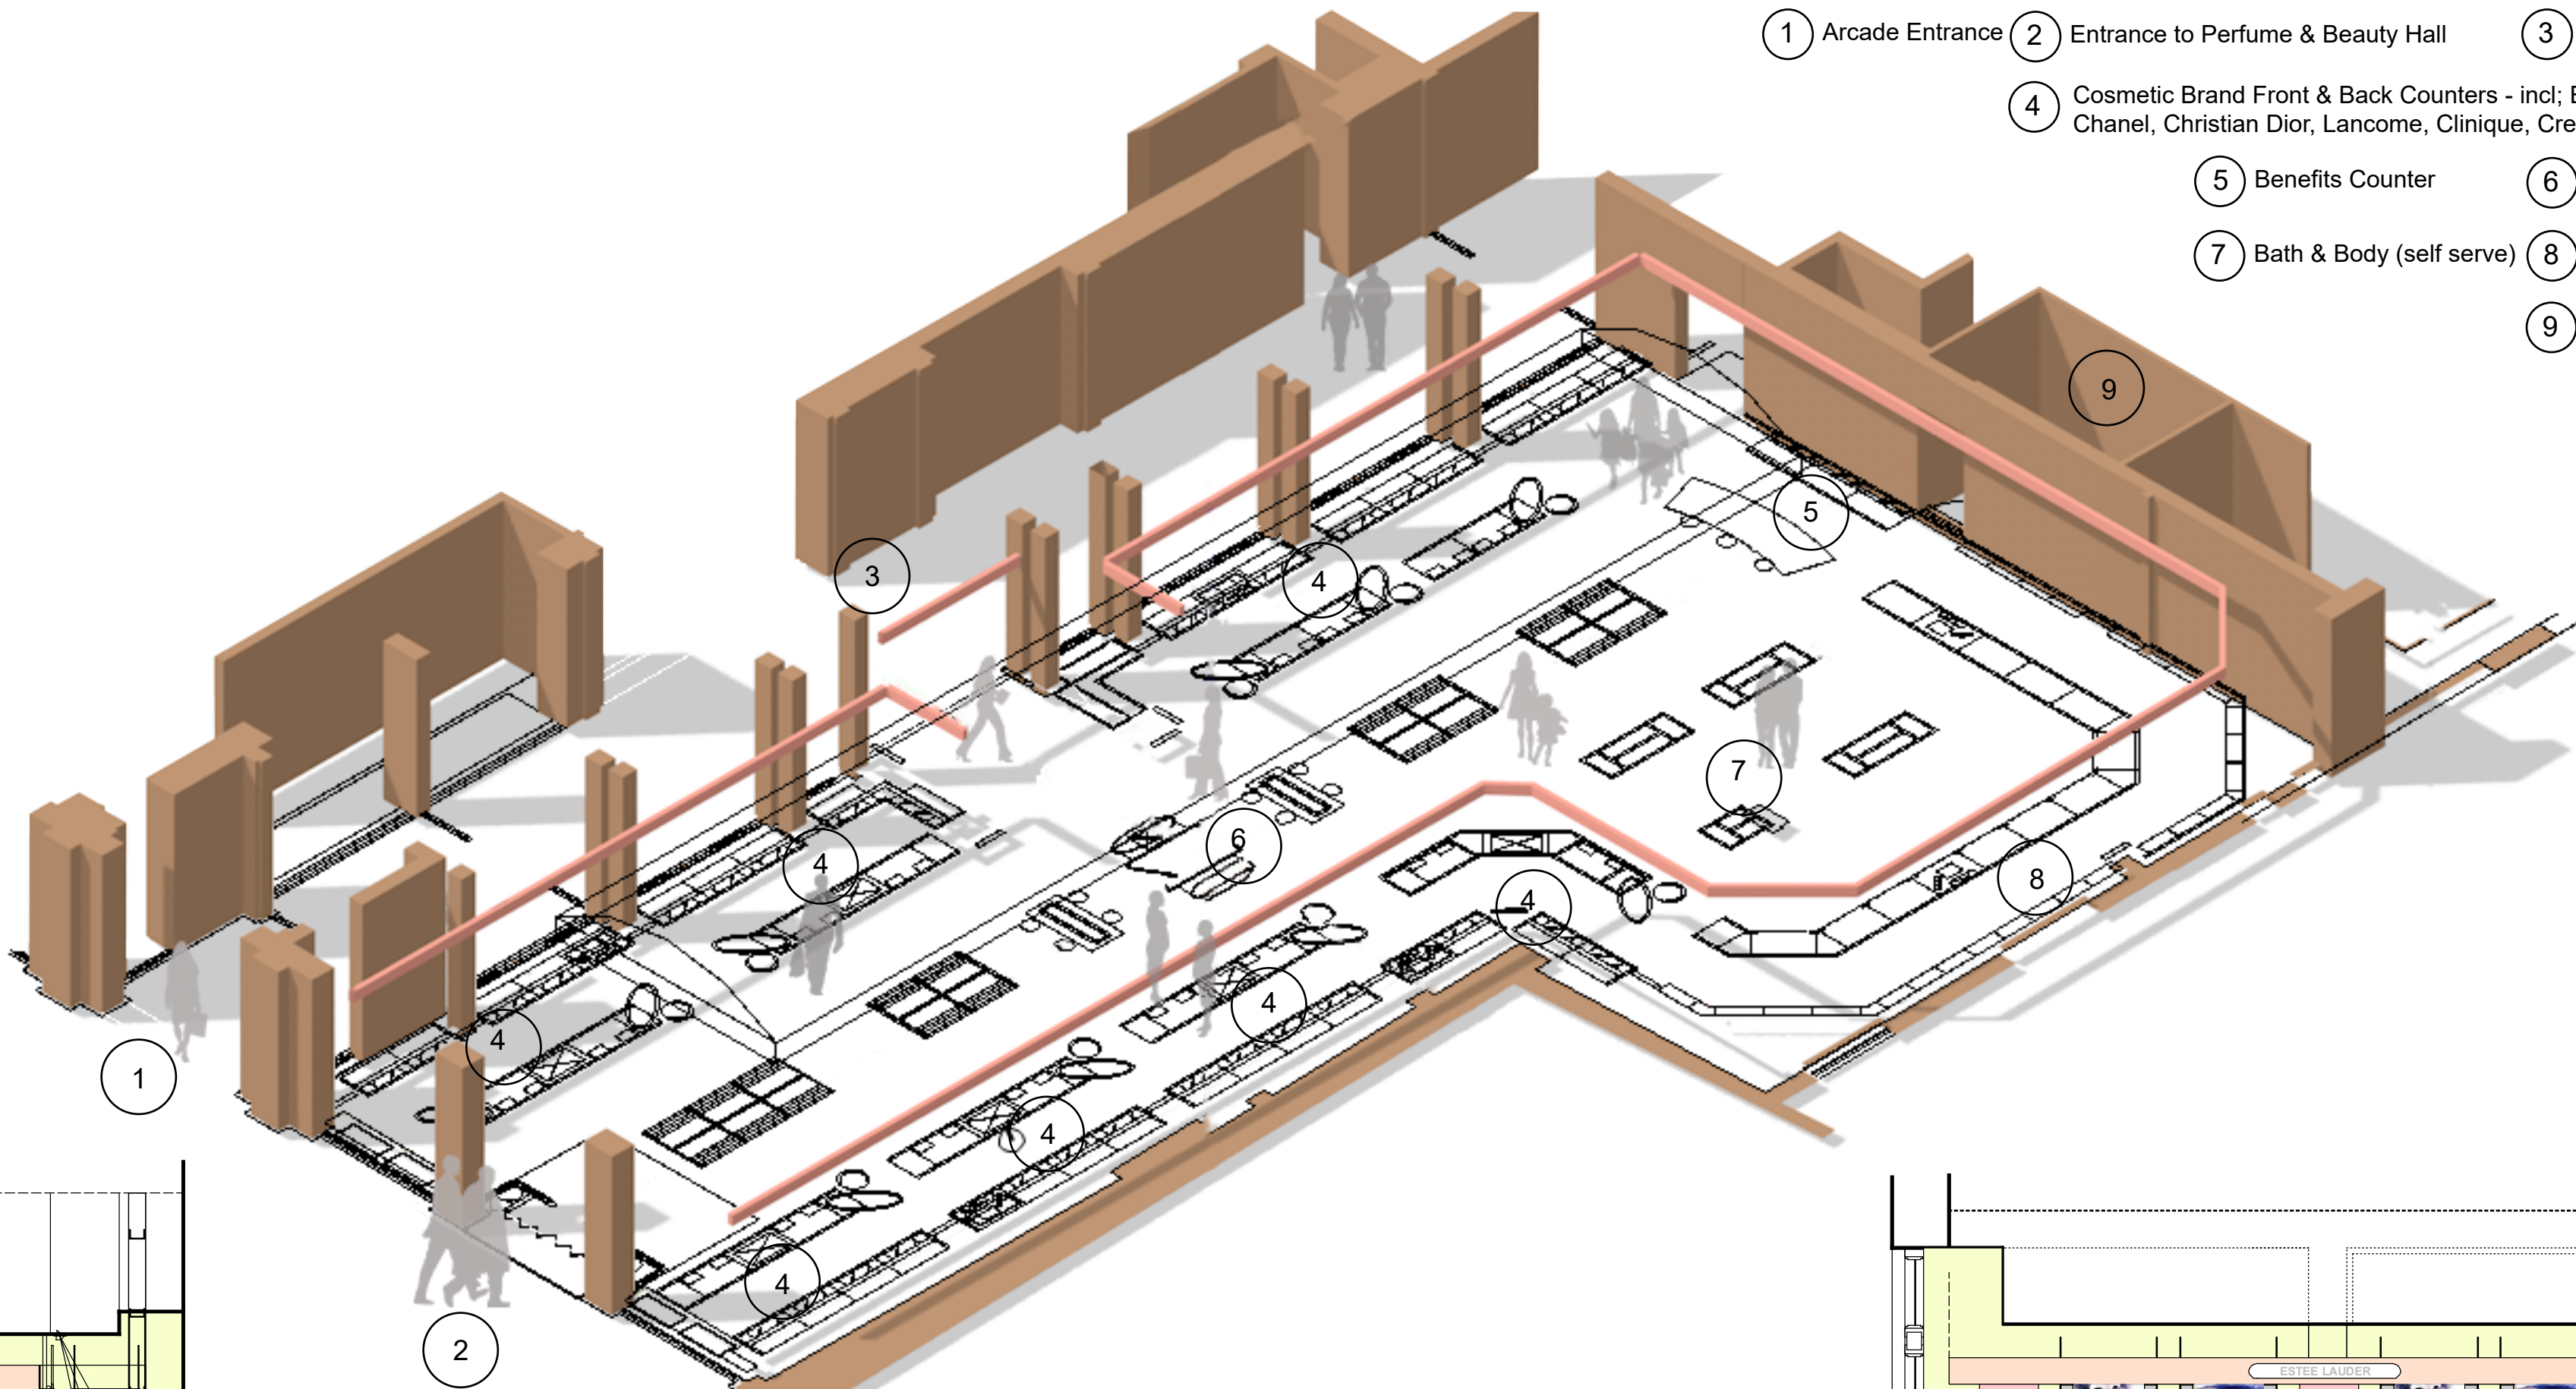 1 Arcade Entrance 2 Entrance to Perfume & Beauty Hall 3
4 Cosmetic Brand Front & Back Counters - incl;
Chanel, Christian Dior, Lancome, Clinique, Cre
5 Benefits Counter 6
7 Bath & Body (self serve) 8
9
9
5
4
3
7
6
4
8
4
4
4
1
4
4
2
ESTEE LAUDER